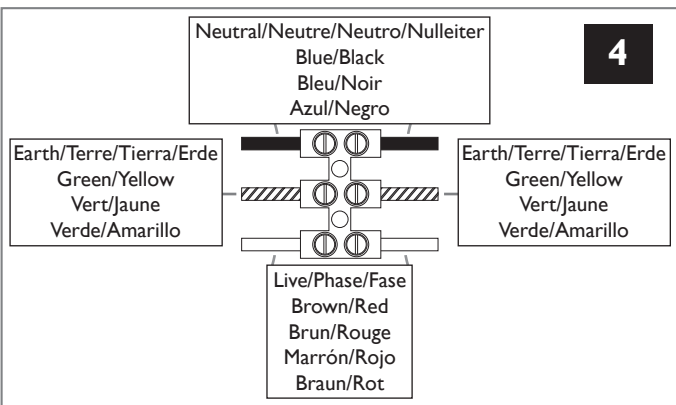 Neutral/Neutre/Neutro/Nulleiter
Blue/Black
Bleu/Noir
Azul/Negro
4
Earth/Terre/Tierra/Erde
Green/Yellow
Vert/Jaune
Verde/Amarillo
Earth/Terre/Tierra/Erde
Green/Yellow
Vert/Jaune
Verde/Amarillo
Live/Phase/Fase
Brown/Red
Brun/Rouge
Marrón/Rojo
Braun/Rot